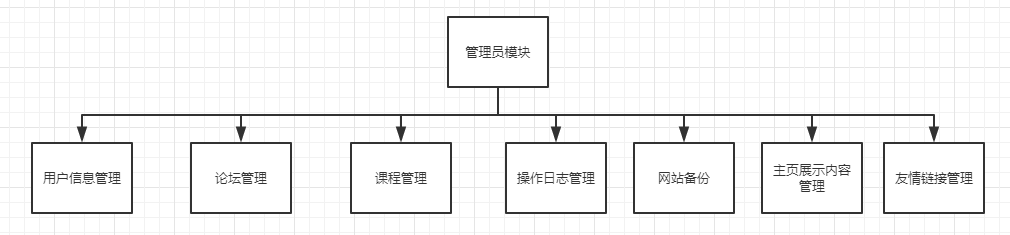 管理员模块
用户信息管理
论坛管理
课程管理
操作日志管理
网站备份
主页展示内容
管理
友情链接管理